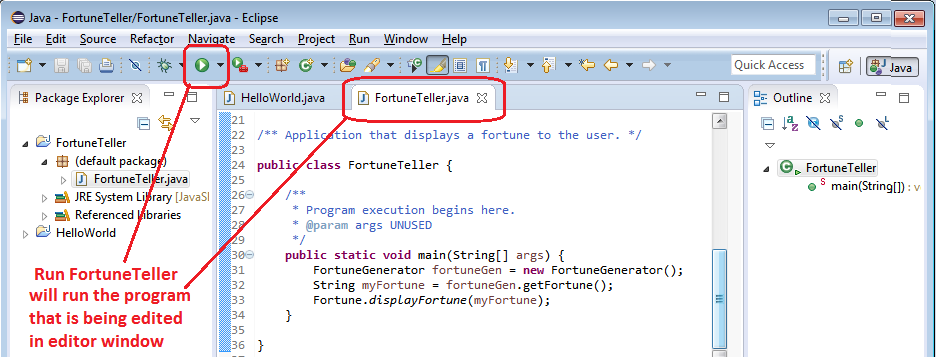 Java - FortuneTeller/FortuneTeller.java - Eclipse
File Edit Source Refactor Navigate Search Project Run Window Help
Quick Access Java
Package Explorer
HelloWorld.java FortuneTeller.java
Outline
FortuneTeller
(default package)
FortuneTeller.java
JRE System Library [JavaSI
Referenced Libraries
HelloWorld
21
22 /** Application that displays a fortune to the user. */
23
24 public class FortuneTeller {
25
26 /**
27 * Program execution begins here.
28 * @param args UNUSED
29 */
30 public static void main(String[] args) {
31 FortuneGenerator fortuneGen = new FortuneGenerator();
32 String myFortune = fortuneGen.getFortune();
33 Fortune.displayFortune(myFortune);
34 }
35
36 }
FortuneTeller
main(String[]) : v
Run FortuneTeller
will run the program
that is being edited
in editor window